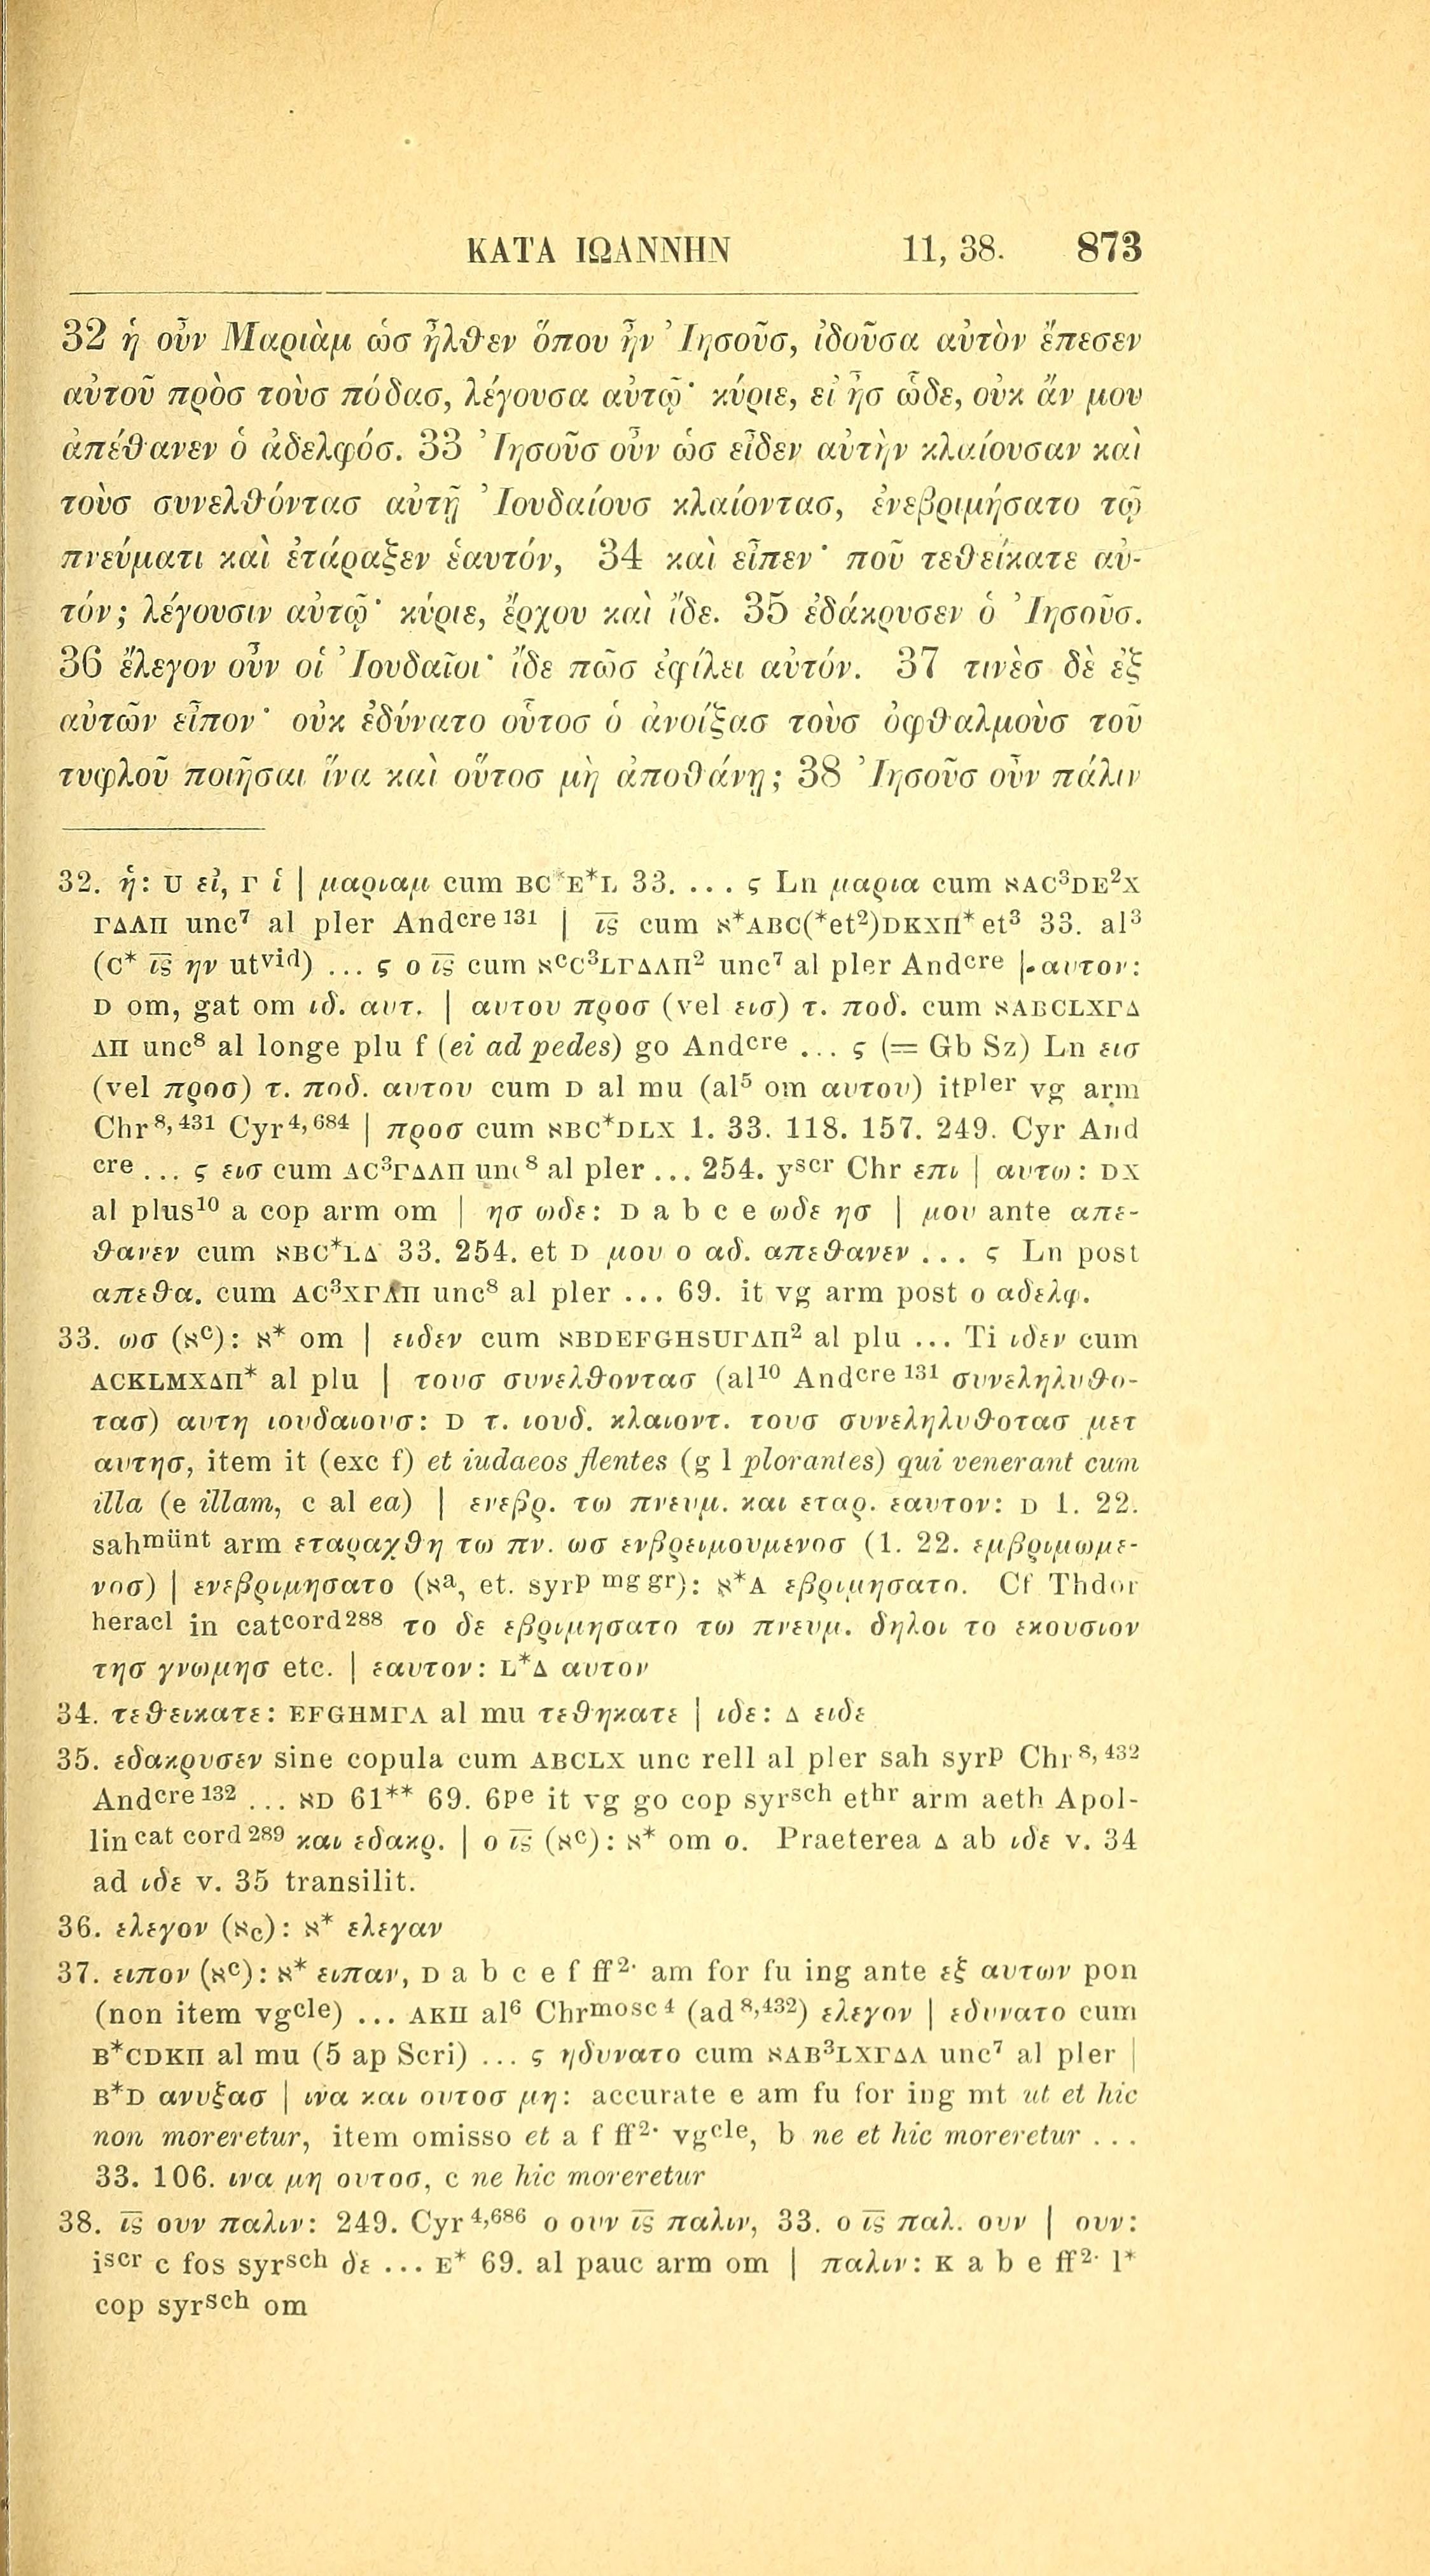 ΚΑΤΑ ΙΩΑΝΝΗΝ 11, 38. 873
32 ἡ οὖν Μαριὰμ ὡσ ἦλθεν ὅπου ἦν Ἰησοῦσ, ἰδοῦσα αὐτὸν ἔπεσεν
αὐτοῦ πρὸσ τοὺσ πόδασ, λέγουσα αὐτῷ· κύριε, εἰ ἦσ ὧδε, οὐκ ἄν μου
ἀπέθανεν ὁ ἀδελφόσ. 33 Ἰησοῦσ οὖν ὡσ εἶδεν αὐτὴν κλαίουσαν καὶ
τοὺσ συνελθόντασ αὐτῇ Ἰουδαίουσ κλαίοντασ, ἐνεβριμήσατο τῷ
πνεύματι καὶ ἐτάραξεν ἑαυτόν, 34 καὶ εἶπεν· ποῦ τεθείκατε αὐ-
τόν; λέγουσιν αὐτῷ· κύριε, ἔρχου καὶ ἴδε. 35 ἐδάκρυσεν ὁ Ἰησοῦσ.
36 ἔλεγον οὖν οἱ Ἰουδαῖοι· ἴδε πῶσ ἐφίλει αὐτόν. 37 τινὲσ δὲ ἐξ
αὐτῶν εἶπον· οὐκ ἐδύνατο οὗτοσ ὁ ἀνοίξασ τοὺσ ὀφθαλμοὺσ τοῦ
τυφλοῦ ποιῆσαι ἵνα καὶ οὗτοσ μὴ ἀποθάνῃ; 38 Ἰησοῦσ οὖν πάλιν
32. ἡ: U εἰ, Γ ἱ | μαριαμ cum BC*E*L 33. ... ς Ln μαρια cum ℵAC³DE²X
ΓΔΛΠ unc⁷ al pler Andcre 131 | ι̅ς̅ cum ℵ*ABC(*et²)DKXΠ* et³ 33. al³
(C* ι̅ς̅ ην utvid) ... ς ο ι̅ς̅ cum ℵᶜC³LΓΔΛΠ² unc⁷ al pler Andcre | αυτον:
D om, gat om ιδ. αυτ. | αυτου προσ (vel εισ) τ. ποδ. cum ℵABCLXΓΔ
ΛΠ unc⁸ al longe plu f (ei ad pedes) go Andcre ... ς (= Gb Sz) Ln εισ
(vel προσ) τ. ποδ. αυτου cum D al mu (al⁵ om αυτου) itpler vg arm
Chr8,431 Cyr4,684 | προσ cum ℵBC*DLX 1. 33. 118. 157. 249. Cyr And
cre ... ς εισ cum AC³ΓΔΛΠ unc⁸ al pler ... 254. yscr Chr επι | αυτω: DX
al plus¹⁰ a cop arm om | ησ ωδε: D a b c e ωδε ησ | μου ante απε-
θανεν cum ℵBC*LΔ 33. 254. et D μου ο αδ. απεθανεν ... ς Ln post
απεθα. cum AC³XΓΛΠ unc⁸ al pler ... 69. it vg arm post ο αδελφ.
33. ωσ (ℵᶜ): ℵ* om | ειδεν cum ℵBDEFGHSUΓΛΠ² al plu ... Ti ιδεν cum
ACKLMXΔΠ* al plu | τουσ συνελθοντασ (al¹⁰ Andcre 131 συνεληλυθο-
τασ) αυτη ιουδαιουσ: D τ. ιουδ. κλαιοντ. τουσ συνεληλυθοτασ μετ
αυτησ, item it (exc f) et iudaeos flentes (g l plorantes) qui venerant cum
illa (e illam, c al ea) | ενεβρ. τω πνευμ. και εταρ. εαυτον: D 1. 22.
sahmünt arm εταραχθη τω πν. ωσ ενβρειμουμενοσ (1. 22. εμβριμωμε-
νοσ) | ενεβριμησατο (ℵᵃ, et. syrp mg gr): ℵ*A εβριμησατο. Cf Thdor
heracl in catcord288 το δε εβριμησατο τω πνευμ. δηλοι το εκουσιον
τησ γνωμησ etc. | εαυτον: L*Δ αυτον
34. τεθεικατε: EFGHMΓΛ al mu τεθηκατε | ιδε: Δ ειδε
35. εδακρυσεν sine copula cum ABCLX unc rell al pler sah syrp Chr8,432
Andcre 132 ... ℵD 61** 69. 6pe it vg go cop syrsch ethr arm aeth Apol-
lin cat cord 289 και εδακρ. | ο ι̅ς̅ (ℵᶜ): ℵ* om ο. Praeterea Δ ab ιδε v. 34
ad ιδε v. 35 transilit.
36. ελεγον (ℵc): ℵ* ελεγαν
37. ειπον (ℵᶜ): ℵ* ειπαν, D a b c e f ff²· am for fu ing ante εξ αυτων pon
(non item vgcle) ... AKΠ al⁶ Chrmosc 4 (ad 8,432) ελεγον | εδυνατο cum
B*CDKΠ al mu (5 ap Scri) ... ς ηδυνατο cum ℵAB³LXΓΔΛ unc⁷ al pler |
B*D ανυξασ | ινα και ουτοσ μη: accurate e am fu for ing mt ut et hic
non moreretur, item omisso et a f ff²· vgcle, b ne et hic moreretur ...
33. 106. ινα μη ουτοσ, c ne hic moreretur
38. ι̅ς̅ ουν παλιν: 249. Cyr4,686 ο ουν ι̅ς̅ παλιν, 33. ο ι̅ς̅ παλ. ουν | ουν:
iscr c fos syrsch δε ... E* 69. al pauc arm om | παλιν: K a b e ff²· l*
cop syrsch om